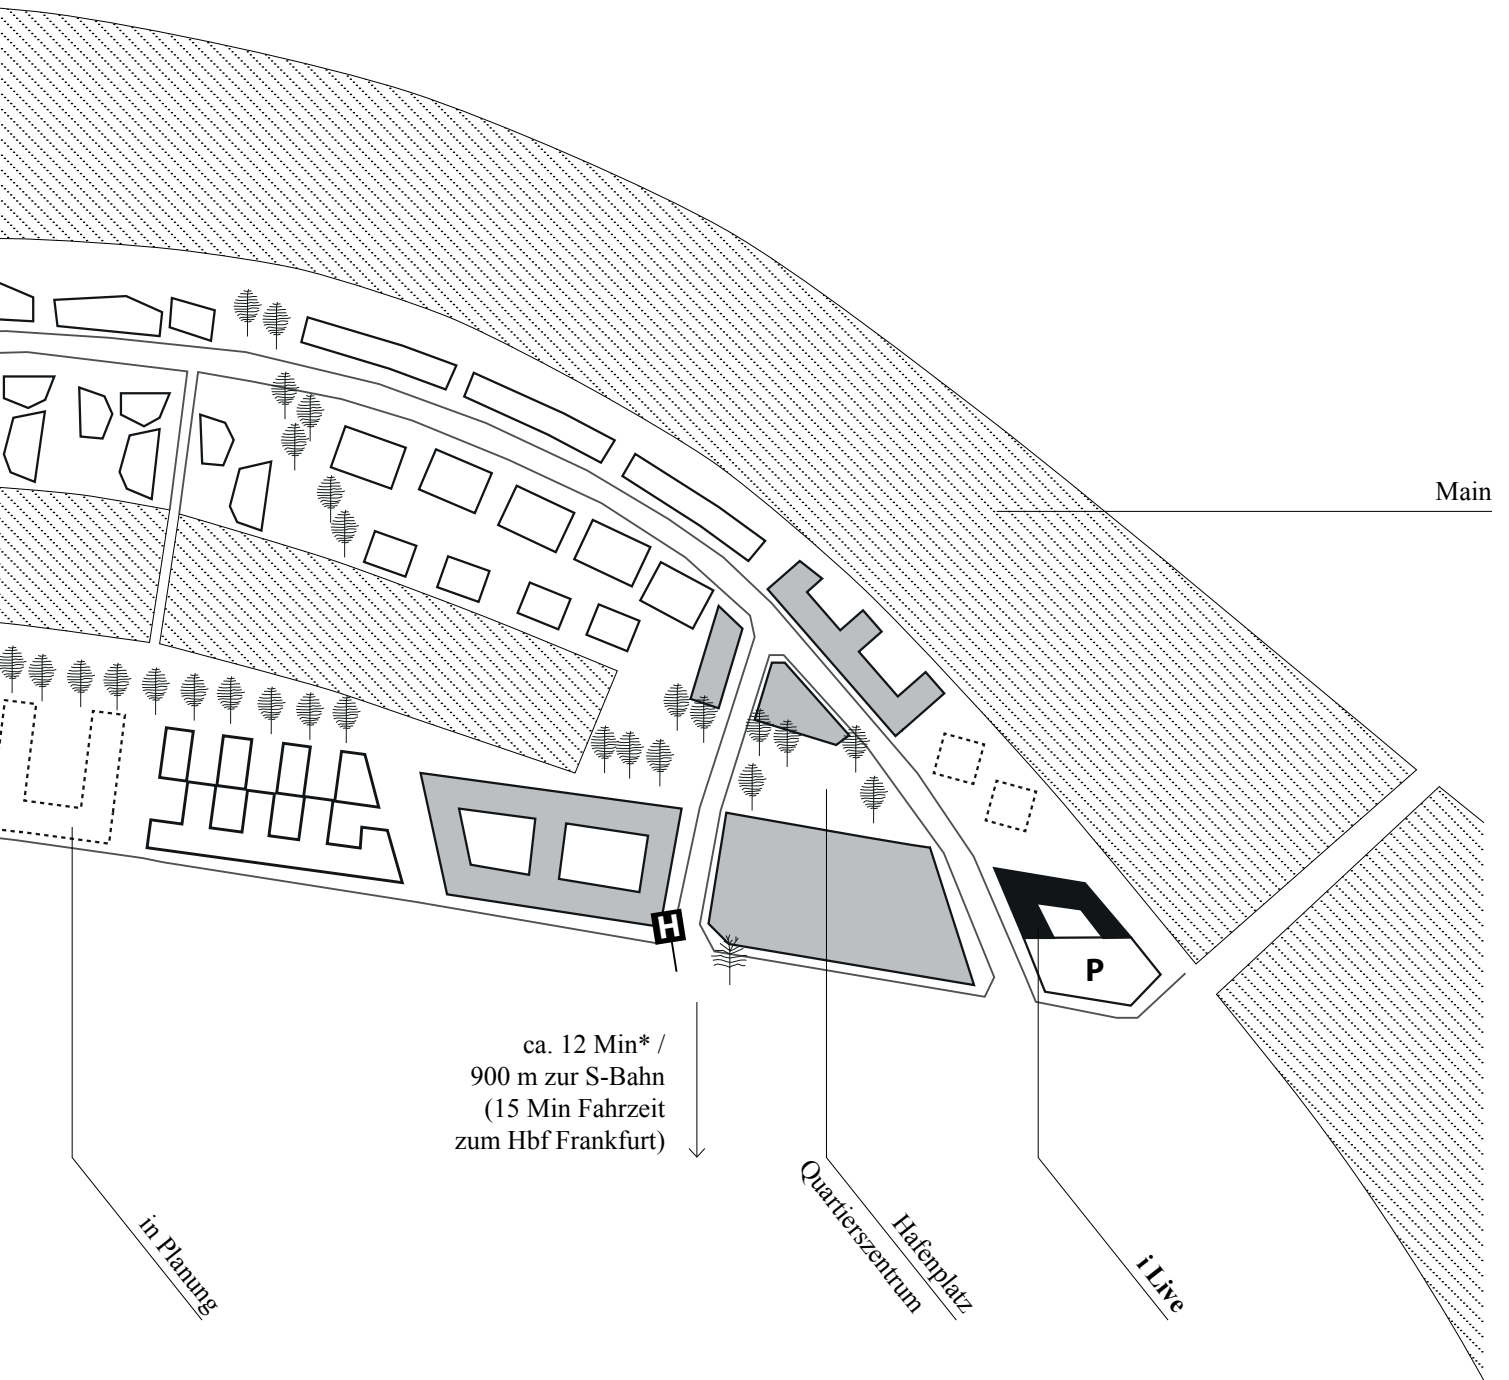 Main
H
P
ca. 12 Min* /
900 m zur S-Bahn
(15 Min Fahrzeit
zum Hbf Frankfurt)
in Planung
Hafenplatz
Quartierszentrum
i Live